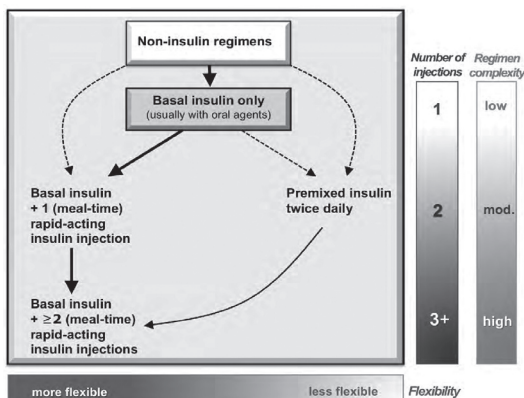 Non-insulin regimens
Basal insulin only
(usually with oral agents)
Basal insulin
+ 1 (meal-time)
rapid-acting
insulin injection
Premixed insulin
twice daily
Basal insulin
+ ≥2 (meal-time)
rapid-acting
insulin injections
Number of
injections
1
2
3+
Regimen
complexity
low
mod.
high
more flexible
less flexible
Flexibility